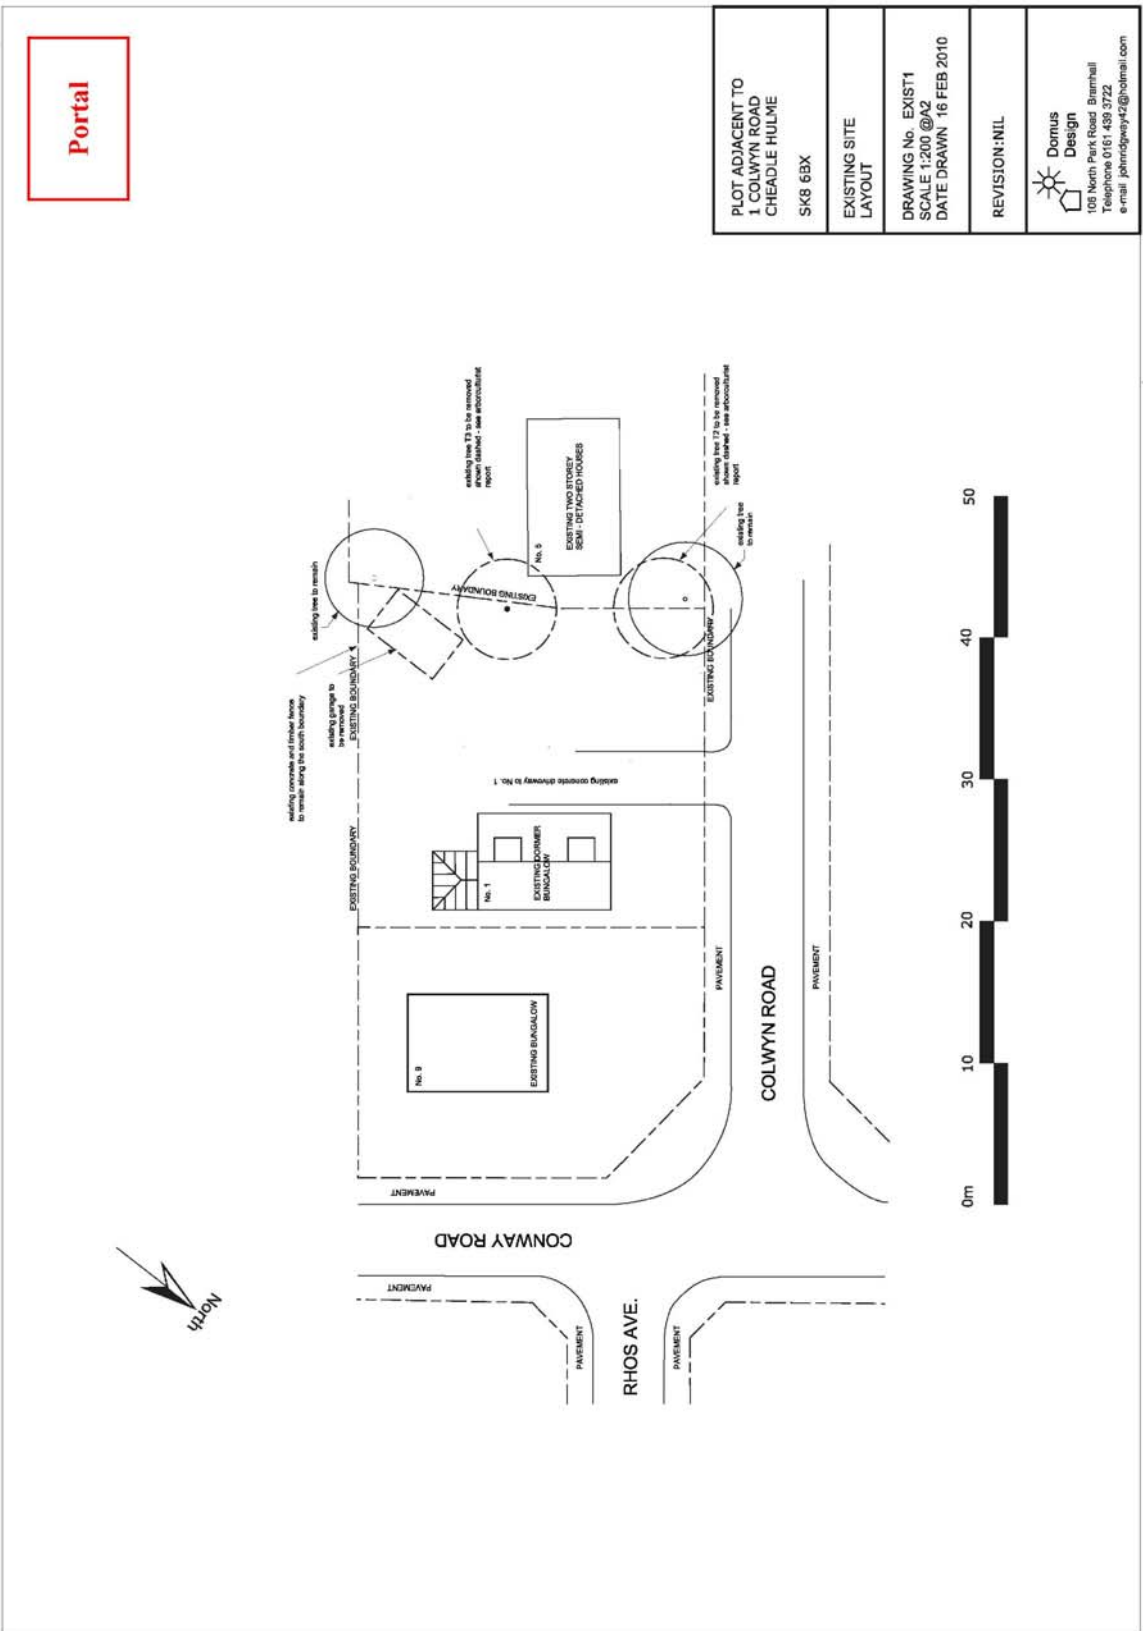 Portal
PLOT ADJACENT TO
1 COLWYN ROAD
CHEADLE HULME
SK8 6BX
EXISTING SITE
LAYOUT
DRAWING No. EXIST1
SCALE 1:200 @A2
DATE DRAWN 16 FEB 2010
REVISION:NIL
Domus
Design
106 North Park Road Bramhall
Telephone 0161 439 3722
e-mail johnridgway42@hotmail.com
existing tree T3 to be removed
shown dashed - see arboroculturist
report
existing tree T2 to be removed
shown dashed - see arboroculturist
report
No. 5
EXISTING TWO STOREY
SEMI - DETACHED HOUSES
existing tree
to remain
existing tree to remain
EXISTING BOUNDARY
existing concrete and timber fence
to remain along the south boundary
existing garage to
be removed
EXISTING BOUNDARY
EXISTING BOUNDARY
existing concrete driveway to No. 1
EXISTING BOUNDARY
No. 1
EXISTING DORMER
BUNGALOW
No. 9
EXISTING BUNGALOW
PAVEMENT
COLWYN ROAD
PAVEMENT
PAVEMENT
CONWAY ROAD
PAVEMENT
PAVEMENT
RHOS AVE.
PAVEMENT
North
0m 10 20 30 40 50